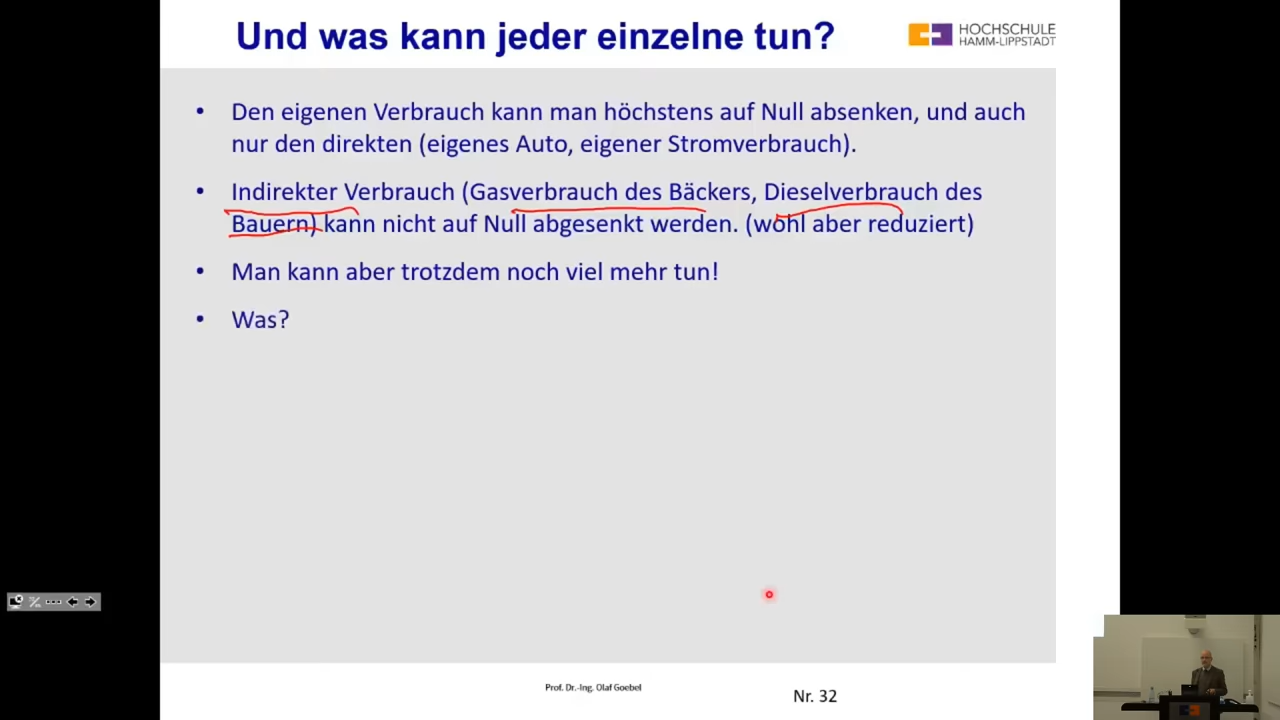 Und was kann jeder einzelne tun?
HOCHSCHULE
HAMM-LIPPSTADT
• Den eigenen Verbrauch kann man höchstens auf Null absenken, und auch
nur den direkten (eigenes Auto, eigener Stromverbrauch).
• Indirekter Verbrauch (Gasverbrauch des Bäckers, Dieselverbrauch des
Bauern) kann nicht auf Null abgesenkt werden. (wohl aber reduziert)
• Man kann aber trotzdem noch viel mehr tun!
• Was?
Prof. Dr.-Ing. Olaf Goebel
Nr. 32